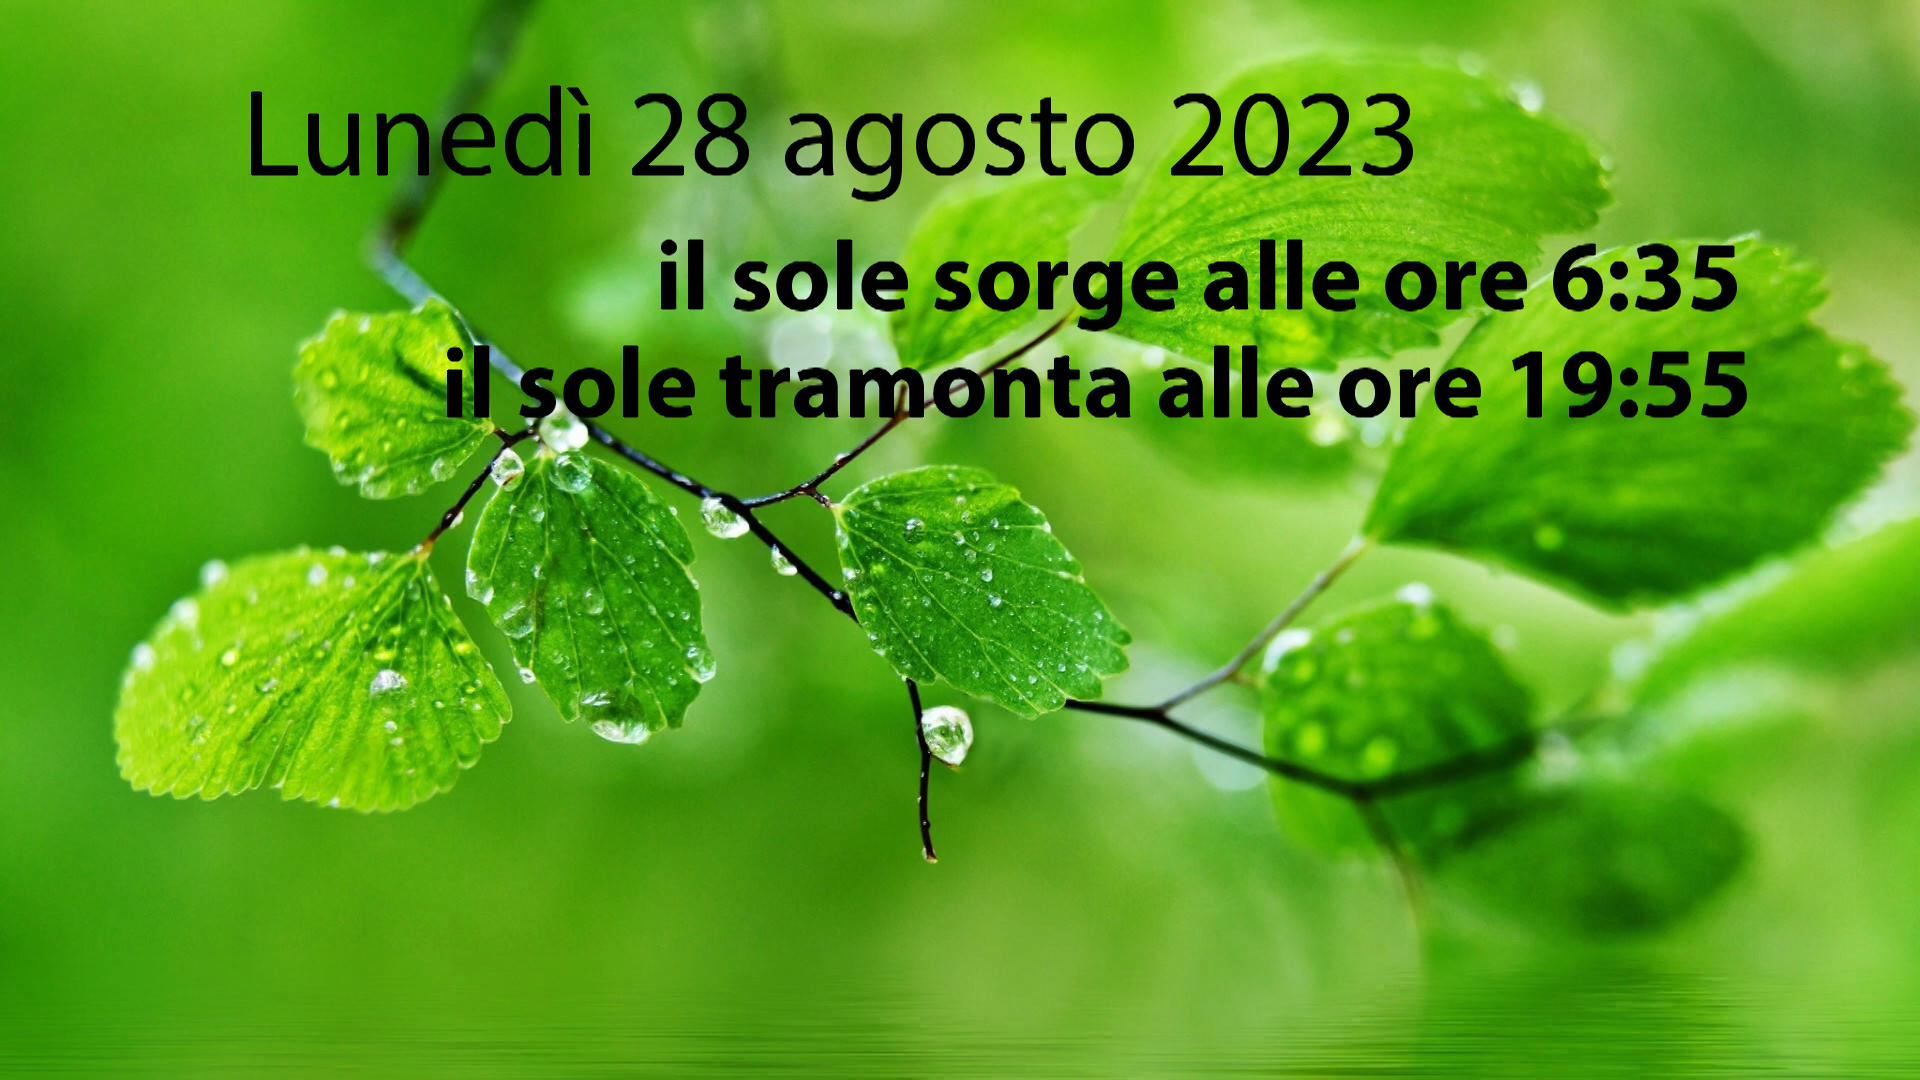 Lunedì 28 agosto 2023
il sole sorge alle ore 6:35
il sole tramonta alle ore 19:55